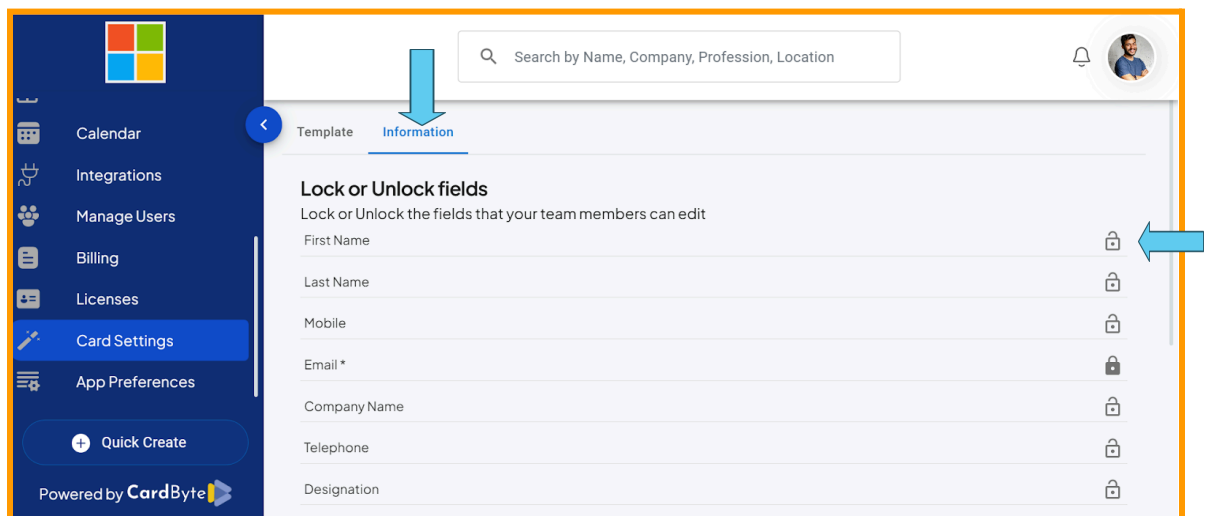 Search by Name, Company, Profession, Location
Calendar
Integrations
Manage Users
Billing
Licenses
Card Settings
App Preferences
Quick Create
Powered by CardByte
Template Information
Lock or Unlock fields
Lock or Unlock the fields that your team members can edit
First Name
Last Name
Mobile
Email *
Company Name
Telephone
Designation